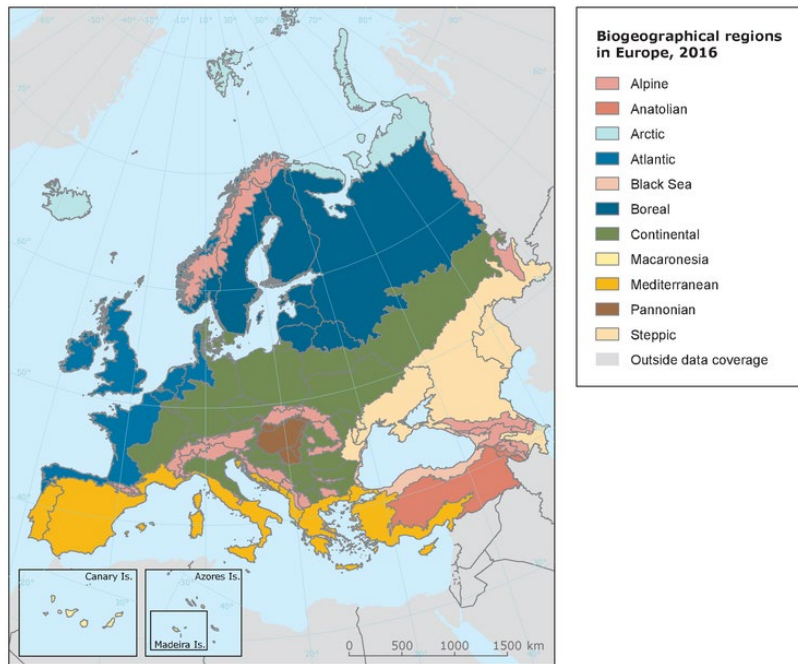 Biogeographical regions
in Europe, 2016
Alpine
Anatolian
Arctic
Atlantic
Black Sea
Boreal
Continental
Macaronesia
Mediterranean
Pannonian
Steppic
Outside data coverage
Canary Is.
Azores Is.
Madeira Is.
0 500 1000 1500 km